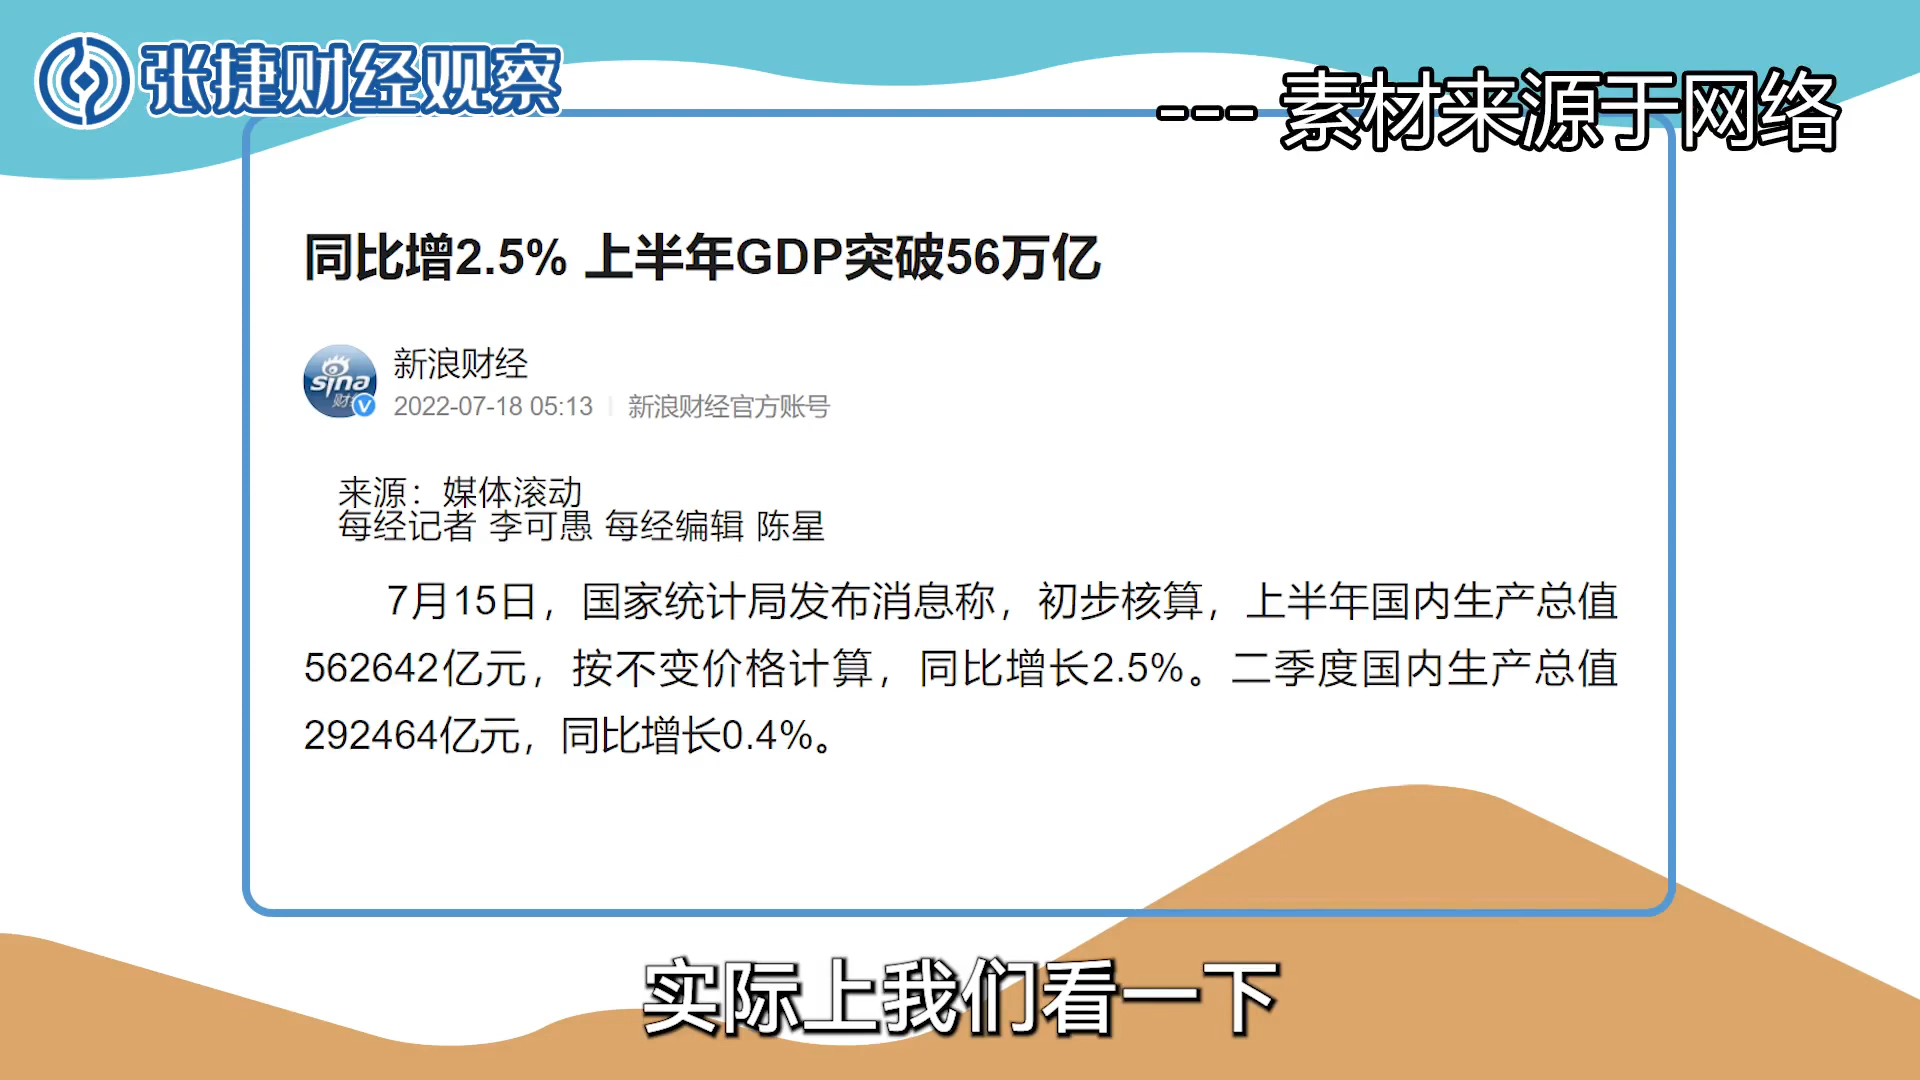 张捷财经观察
--- 素材来源于网络
同比增2.5% 上半年GDP突破56万亿
sina
财经
新浪财经
2022-07-18 05:13 新浪财经官方账号
来源：媒体滚动
每经记者 李可愚 每经编辑 陈星
7月15日，国家统计局发布消息称，初步核算，上半年国内生产总值
562642亿元，按不变价格计算，同比增长2.5%。二季度国内生产总值
292464亿元，同比增长0.4%。
实际上我们看一下